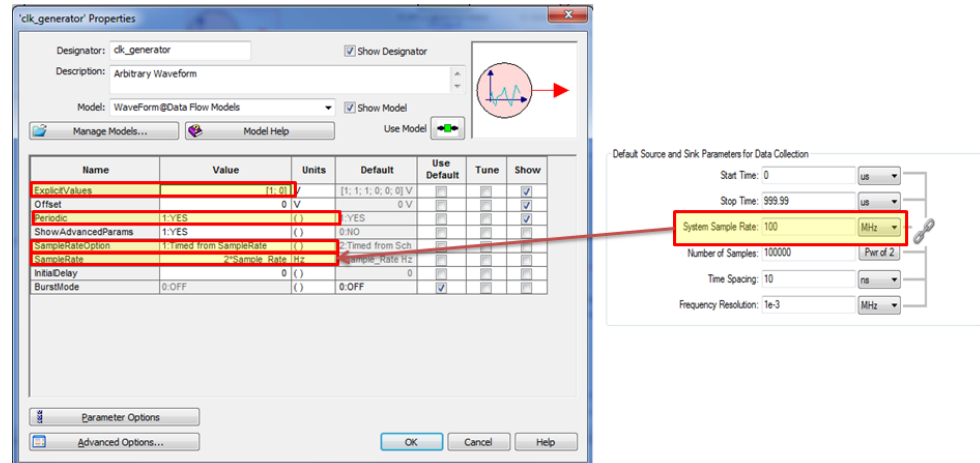 'clk_generator' Properties
Designator: clk_generator
Show Designator
Description: Arbitrary Waveform
Model: WaveForm@Data Flow Models
Show Model
Manage Models...
Model Help
Use Model
Name Value Units Default Use Default Tune Show
ExplicitValues [1; 0] V [1; 1; 1; 0; 0; 0] V
Offset 0 V 0 V
Periodic 1:YES ( ) :YES
ShowAdvancedParams 1:YES ( ) 0:NO
SampleRateOption 1:Timed from SampleRate ( ) 2:Timed from Sch
SampleRate 2*Sample_Rate Hz Sample_Rate Hz
InitialDelay 0 ( ) 0
BurstMode 0:OFF ( ) 0:OFF
Parameter Options
Advanced Options...
OK Cancel Help
Default Source and Sink Parameters for Data Collection
Start Time: 0 us
Stop Time: 999.99 us
System Sample Rate: 100 MHz
Number of Samples: 100000 Pwr of 2
Time Spacing: 10 ns
Frequency Resolution: 1e-3 MHz